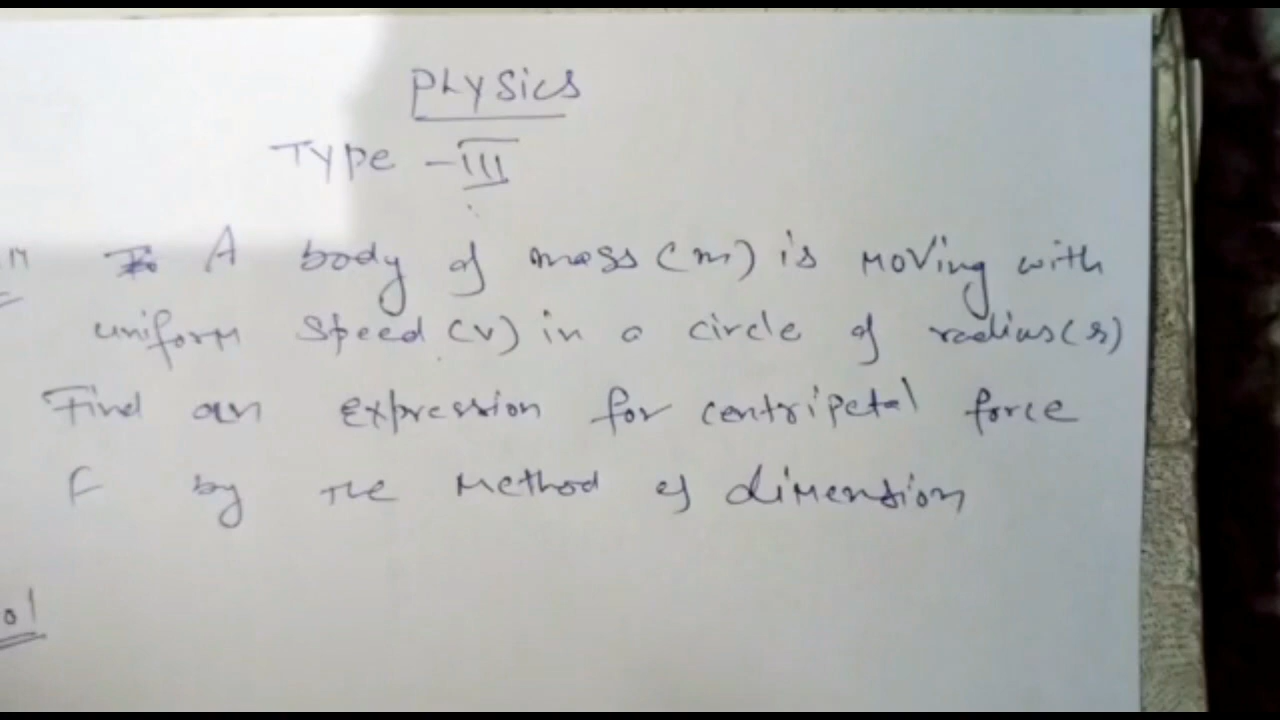 Physics
Type - III
A body of mass (m) is moving with
uniform speed (v) in a circle of radius (r)
Find an expression for centripetal force
F by the method of dimension
sol